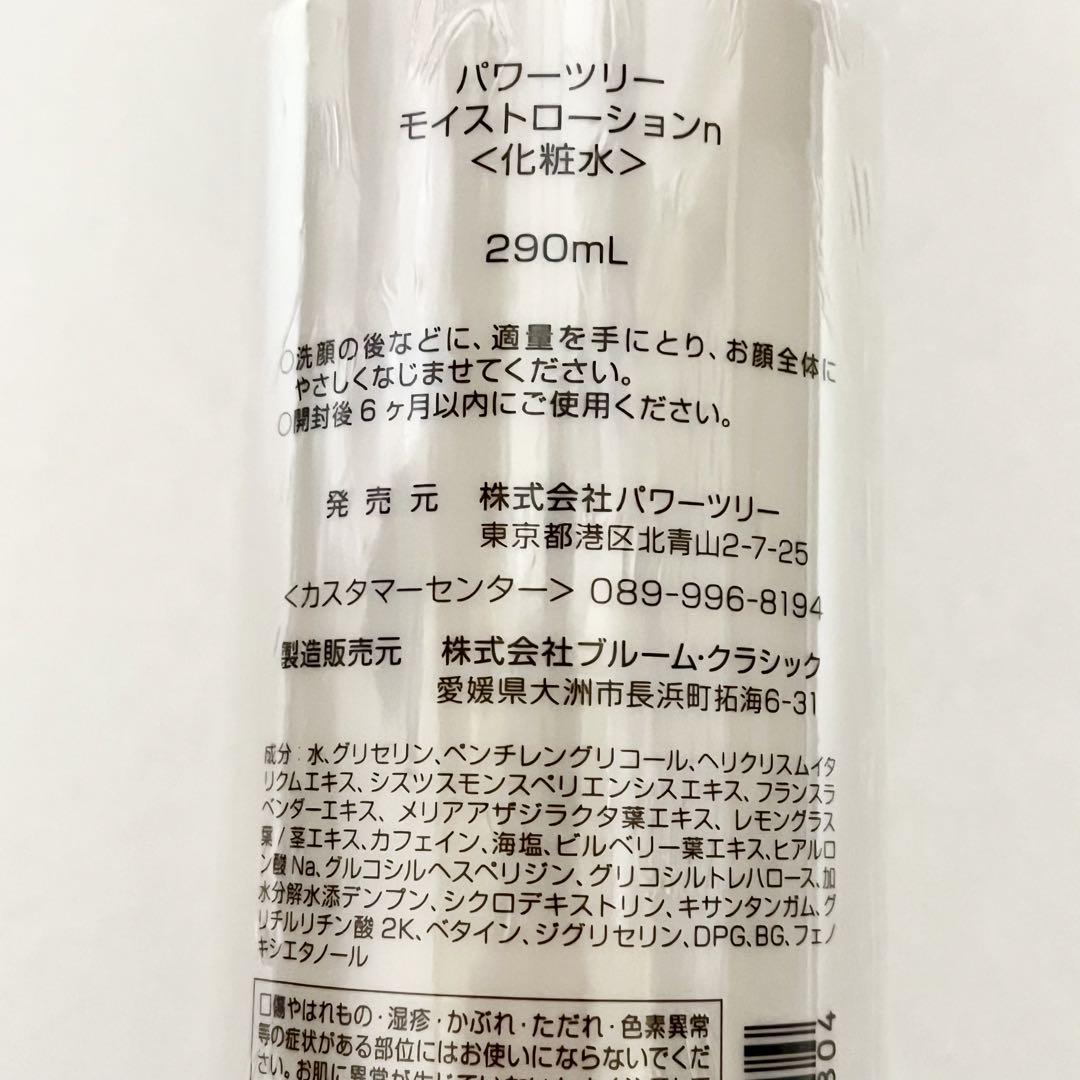 パワーツリー
モイストローションn
<化粧水>
290mL
○洗顔の後などに、適量を手にとり、お顔全体に
やさしくなじませてください。
○開封後6ヶ月以内にご使用ください。
発売元 株式会社パワーツリー
東京都港区北青山2-7-25
<カスタマーセンター> 089-996-8194
製造販売元 株式会社ブルーム・クラシック
愛媛県大洲市長浜町拓海6-31
成分:水、グリセリン、ペンチレングリコール、ヘリクリスムイタ
リクムエキス、シスツスモンスペリエンシスエキス、フランスラ
ベンダーエキス、メリアアザジラクタ葉エキス、レモングラス
葉/茎エキス、カフェイン、海塩、ビルベリー葉エキス、ヒアルロ
ン酸Na、グルコシルヘスペリジン、グリコシルトレハロース、加
水分解水添デンプン、シクロデキストリン、キサンタンガム、グ
リチルリチン酸2K、ベタイン、ジグリセリン、DPG、BG、フェノ
キシエタノール
□傷やはれもの・湿疹・かぶれ・ただれ・色素異常
等の症状がある部位にはお使いにならないでくだ
さい。お肌に異常が生じて
804